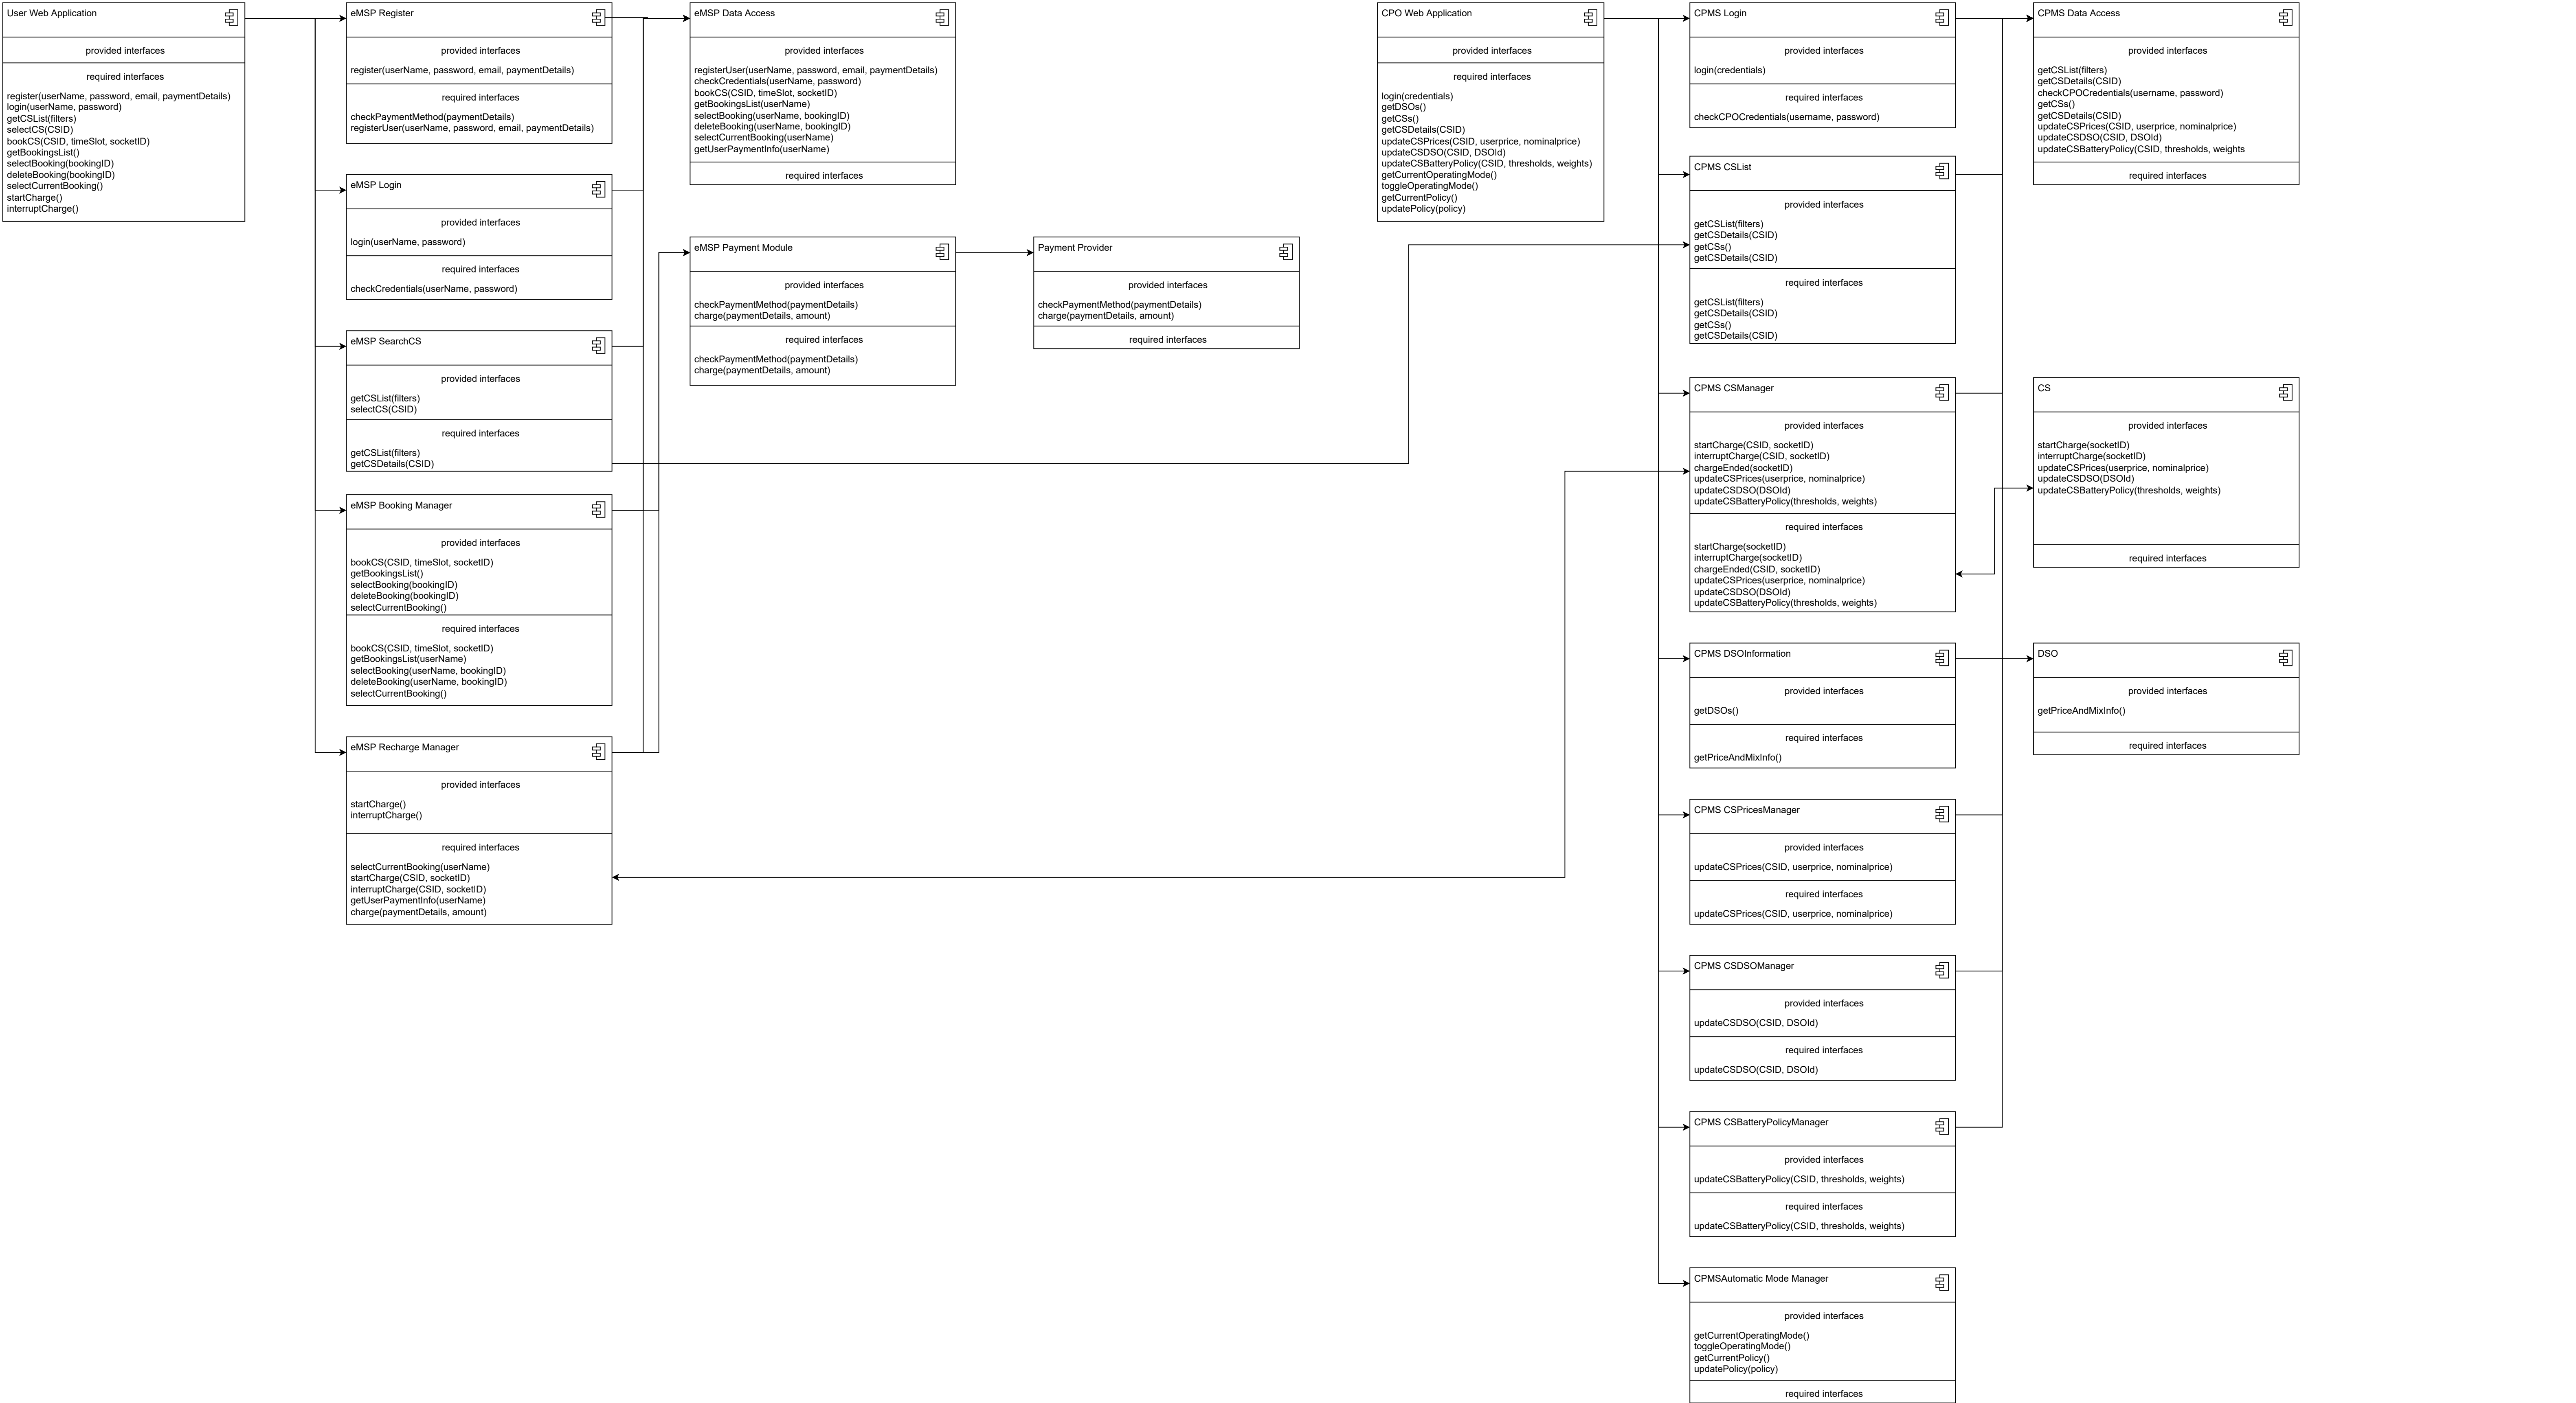 User Web Application
provided interfaces
required interfaces
register(userName, password, email, paymentDetails)
login(userName, password)
getCSList(filters)
selectCS(CSID)
bookCS(CSID, timeSlot, socketID)
getBookingsList()
selectBooking(bookingID)
deleteBooking(bookingID)
selectCurrentBooking()
startCharge()
interruptCharge()
eMSP Register
provided interfaces
register(userName, password, email, paymentDetails)
required interfaces
checkPaymentMethod(paymentDetails)
registerUser(userName, password, email, paymentDetails)
eMSP Login
provided interfaces
login(userName, password)
required interfaces
checkCredentials(userName, password)
eMSP SearchCS
provided interfaces
getCSList(filters)
selectCS(CSID)
required interfaces
getCSList(filters)
getCSDetails(CSID)
eMSP Booking Manager
provided interfaces
bookCS(CSID, timeSlot, socketID)
getBookingsList()
selectBooking(bookingID)
deleteBooking(bookingID)
selectCurrentBooking()
required interfaces
bookCS(CSID, timeSlot, socketID)
getBookingsList(userName)
selectBooking(userName, bookingID)
deleteBooking(userName, bookingID)
selectCurrentBooking()
eMSP Recharge Manager
provided interfaces
startCharge()
interruptCharge()
required interfaces
selectCurrentBooking(userName)
startCharge(CSID, socketID)
interruptCharge(CSID, socketID)
getUserPaymentInfo(userName)
charge(paymentDetails, amount)
eMSP Data Access
provided interfaces
registerUser(userName, password, email, paymentDetails)
checkCredentials(userName, password)
bookCS(CSID, timeSlot, socketID)
getBookingsList(userName)
selectBooking(userName, bookingID)
deleteBooking(userName, bookingID)
selectCurrentBooking(userName)
getUserPaymentInfo(userName)
required interfaces
eMSP Payment Module
provided interfaces
checkPaymentMethod(paymentDetails)
charge(paymentDetails, amount)
required interfaces
checkPaymentMethod(paymentDetails)
charge(paymentDetails, amount)
Payment Provider
provided interfaces
checkPaymentMethod(paymentDetails)
charge(paymentDetails, amount)
required interfaces
CPO Web Application
provided interfaces
required interfaces
login(credentials)
getDSOs()
getCSs()
getCSDetails(CSID)
updateCSPrices(CSID, userprice, nominalprice)
updateCSDSO(CSID, DSOId)
updateCSBatteryPolicy(CSID, thresholds, weights)
getCurrentOperatingMode()
toggleOperatingMode()
getCurrentPolicy()
updatePolicy(policy)
CPMS Login
provided interfaces
login(credentials)
required interfaces
checkCPOCredentials(username, password)
CPMS CSList
provided interfaces
getCSList(filters)
getCSDetails(CSID)
getCSs()
getCSDetails(CSID)
required interfaces
getCSList(filters)
getCSDetails(CSID)
getCSs()
getCSDetails(CSID)
CPMS CSManager
provided interfaces
startCharge(CSID, socketID)
interruptCharge(CSID, socketID)
chargeEnded(socketID)
updateCSPrices(userprice, nominalprice)
updateCSDSO(DSOId)
updateCSBatteryPolicy(thresholds, weights)
required interfaces
startCharge(socketID)
interruptCharge(socketID)
chargeEnded(CSID, socketID)
updateCSPrices(userprice, nominalprice)
updateCSDSO(DSOId)
updateCSBatteryPolicy(thresholds, weights)
CPMS DSOInformation
provided interfaces
getDSOs()
required interfaces
getPriceAndMixInfo()
CPMS CSPricesManager
provided interfaces
updateCSPrices(CSID, userprice, nominalprice)
required interfaces
updateCSPrices(CSID, userprice, nominalprice)
CPMS CSDSOManager
provided interfaces
updateCSDSO(CSID, DSOId)
required interfaces
updateCSDSO(CSID, DSOId)
CPMS CSBatteryPolicyManager
provided interfaces
updateCSBatteryPolicy(CSID, thresholds, weights)
required interfaces
updateCSBatteryPolicy(CSID, thresholds, weights)
CPMSAutomatic Mode Manager
provided interfaces
getCurrentOperatingMode()
toggleOperatingMode()
getCurrentPolicy()
updatePolicy(policy)
required interfaces
CPMS Data Access
provided interfaces
getCSList(filters)
getCSDetails(CSID)
checkCPOCredentials(username, password)
getCSs()
getCSDetails(CSID)
updateCSPrices(CSID, userprice, nominalprice)
updateCSDSO(CSID, DSOId)
updateCSBatteryPolicy(CSID, thresholds, weights
required interfaces
CS
provided interfaces
startCharge(socketID)
interruptCharge(socketID)
updateCSPrices(userprice, nominalprice)
updateCSDSO(DSOId)
updateCSBatteryPolicy(thresholds, weights)
required interfaces
DSO
provided interfaces
getPriceAndMixInfo()
required interfaces